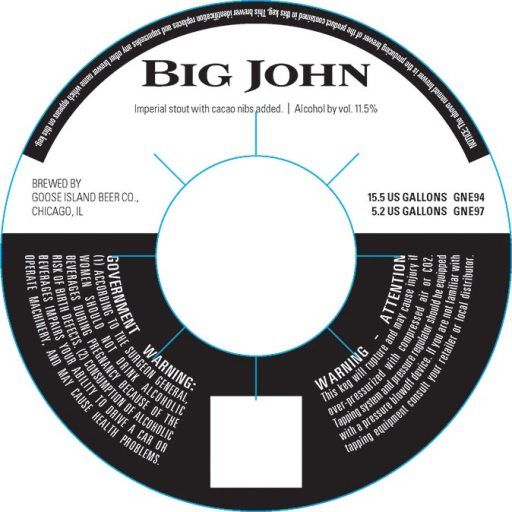 NOTICE: The above named brewer is the brewer of the product contained in this keg. This brewer identification replaces and supersedes any other brewer name which appears on this keg.
BIG JOHN
Imperial stout with cacao nibs added. | Alcohol by vol. 11.5%
BREWED BY
GOOSE ISLAND BEER CO.,
CHICAGO, IL
15.5 US GALLONS GNE94
5.2 US GALLONS GNE97
GOVERNMENT WARNING:
(1) ACCORDING TO THE SURGEON GENERAL,
WOMEN SHOULD NOT DRINK ALCOHOLIC
BEVERAGES DURING PREGNANCY BECAUSE OF THE
RISK OF BIRTH DEFECTS. (2) CONSUMPTION OF ALCOHOLIC
BEVERAGES IMPAIRS YOUR ABILITY TO DRIVE A CAR OR
OPERATE MACHINERY, AND MAY CAUSE HEALTH PROBLEMS.
WARNING - ATTENTION
This keg will rupture and may cause injury if
over-pressurized with compressed air or CO2.
Tapping system and pressure regulator should be equipped
with a pressure blowoff device. If you are not familiar with
tapping equipment consult your retailer or local distributor.